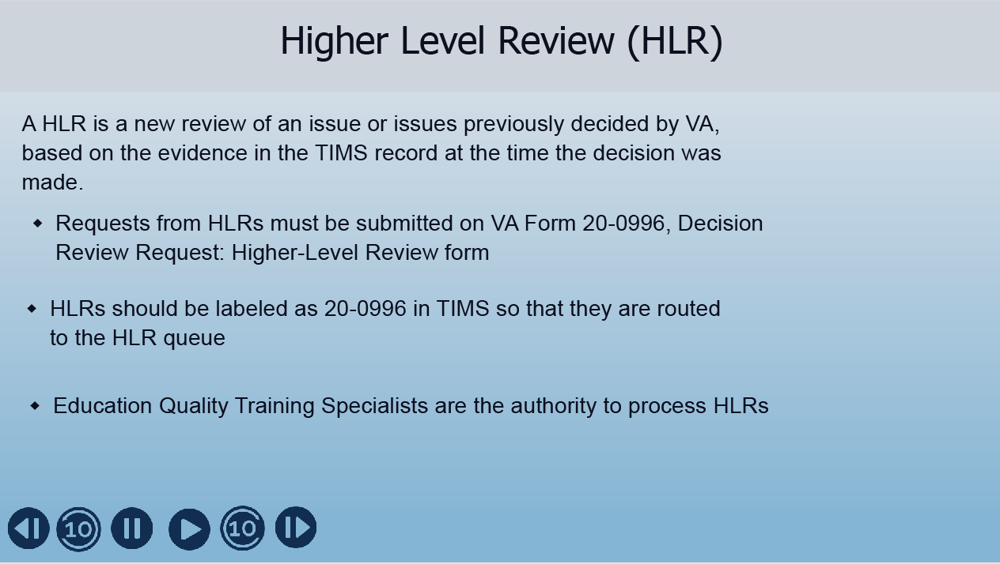 Higher Level Review (HLR)
A HLR is a new review of an issue or issues previously decided by VA,
based on the evidence in the TIMS record at the time the decision was
made.
◆ Requests from HLRs must be submitted on VA Form 20-0996, Decision
Review Request: Higher-Level Review form
◆ HLRs should be labeled as 20-0996 in TIMS so that they are routed
to the HLR queue
◆ Education Quality Training Specialists are the authority to process HLRs
10 10